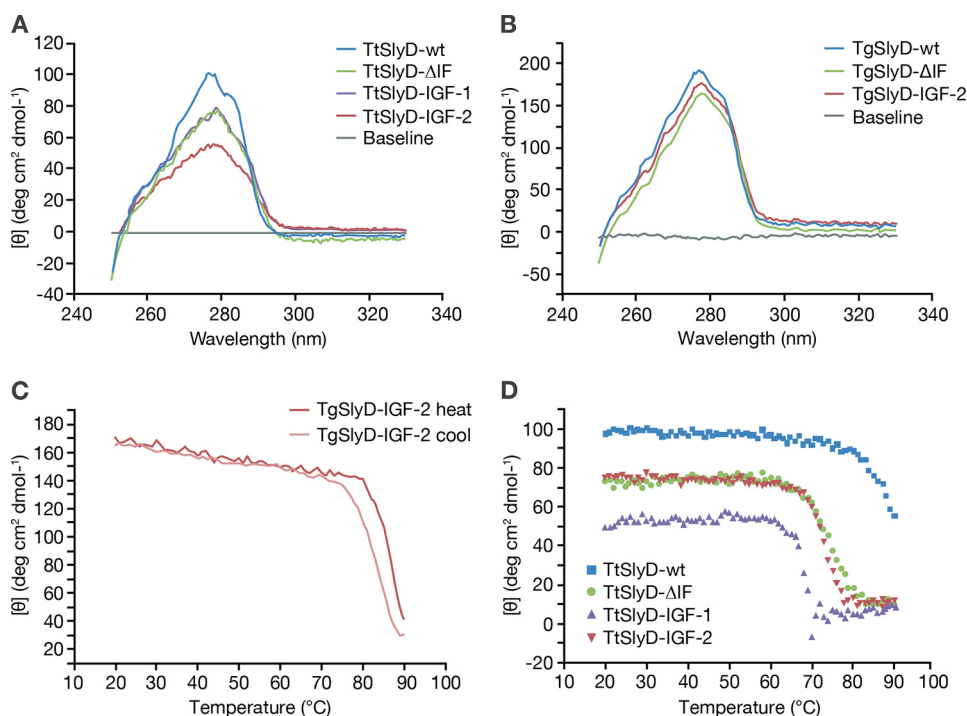 A
120
100
80
60
40
20
0
-20
-40
240
260
280
300
320
340
[θ] (deg cm² dmol-¹)
Wavelength (nm)
TtSlyD-wt
TtSlyD-ΔIF
TtSlyD-IGF-1
TtSlyD-IGF-2
Baseline
B
200
150
100
50
0
-50
240
260
280
300
320
340
[θ] (deg cm² dmol-¹)
Wavelength (nm)
TgSlyD-wt
TgSlyD-ΔIF
TgSlyD-IGF-2
Baseline
C
180
160
140
120
100
80
60
40
20
10
20
30
40
50
60
70
80
90
100
[θ] (deg cm² dmol-¹)
Temperature (°C)
TgSlyD-IGF-2 heat
TgSlyD-IGF-2 cool
D
100
80
60
40
20
10
0
-20
10
20
30
40
50
60
70
80
90
100
[θ] (deg cm² dmol-¹)
Temperature (°C)
TtSlyD-wt
TtSlyD-ΔIF
TtSlyD-IGF-1
TtSlyD-IGF-2